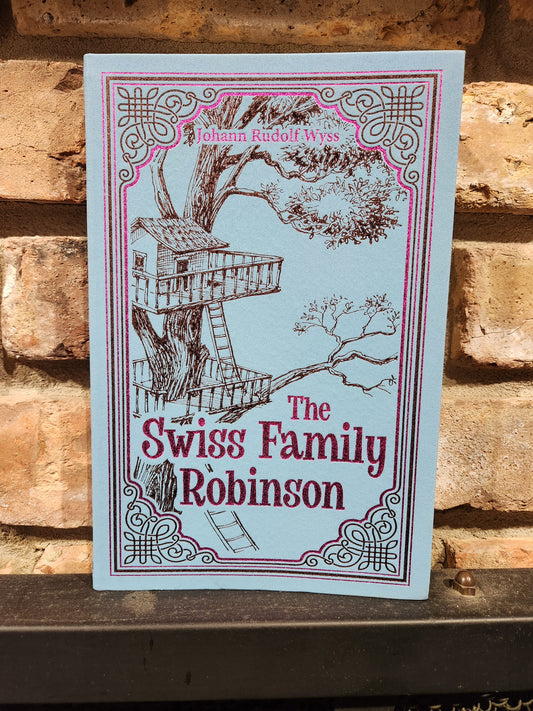 Johann Rudolf Wyss
The
Swiss Family
Robinson